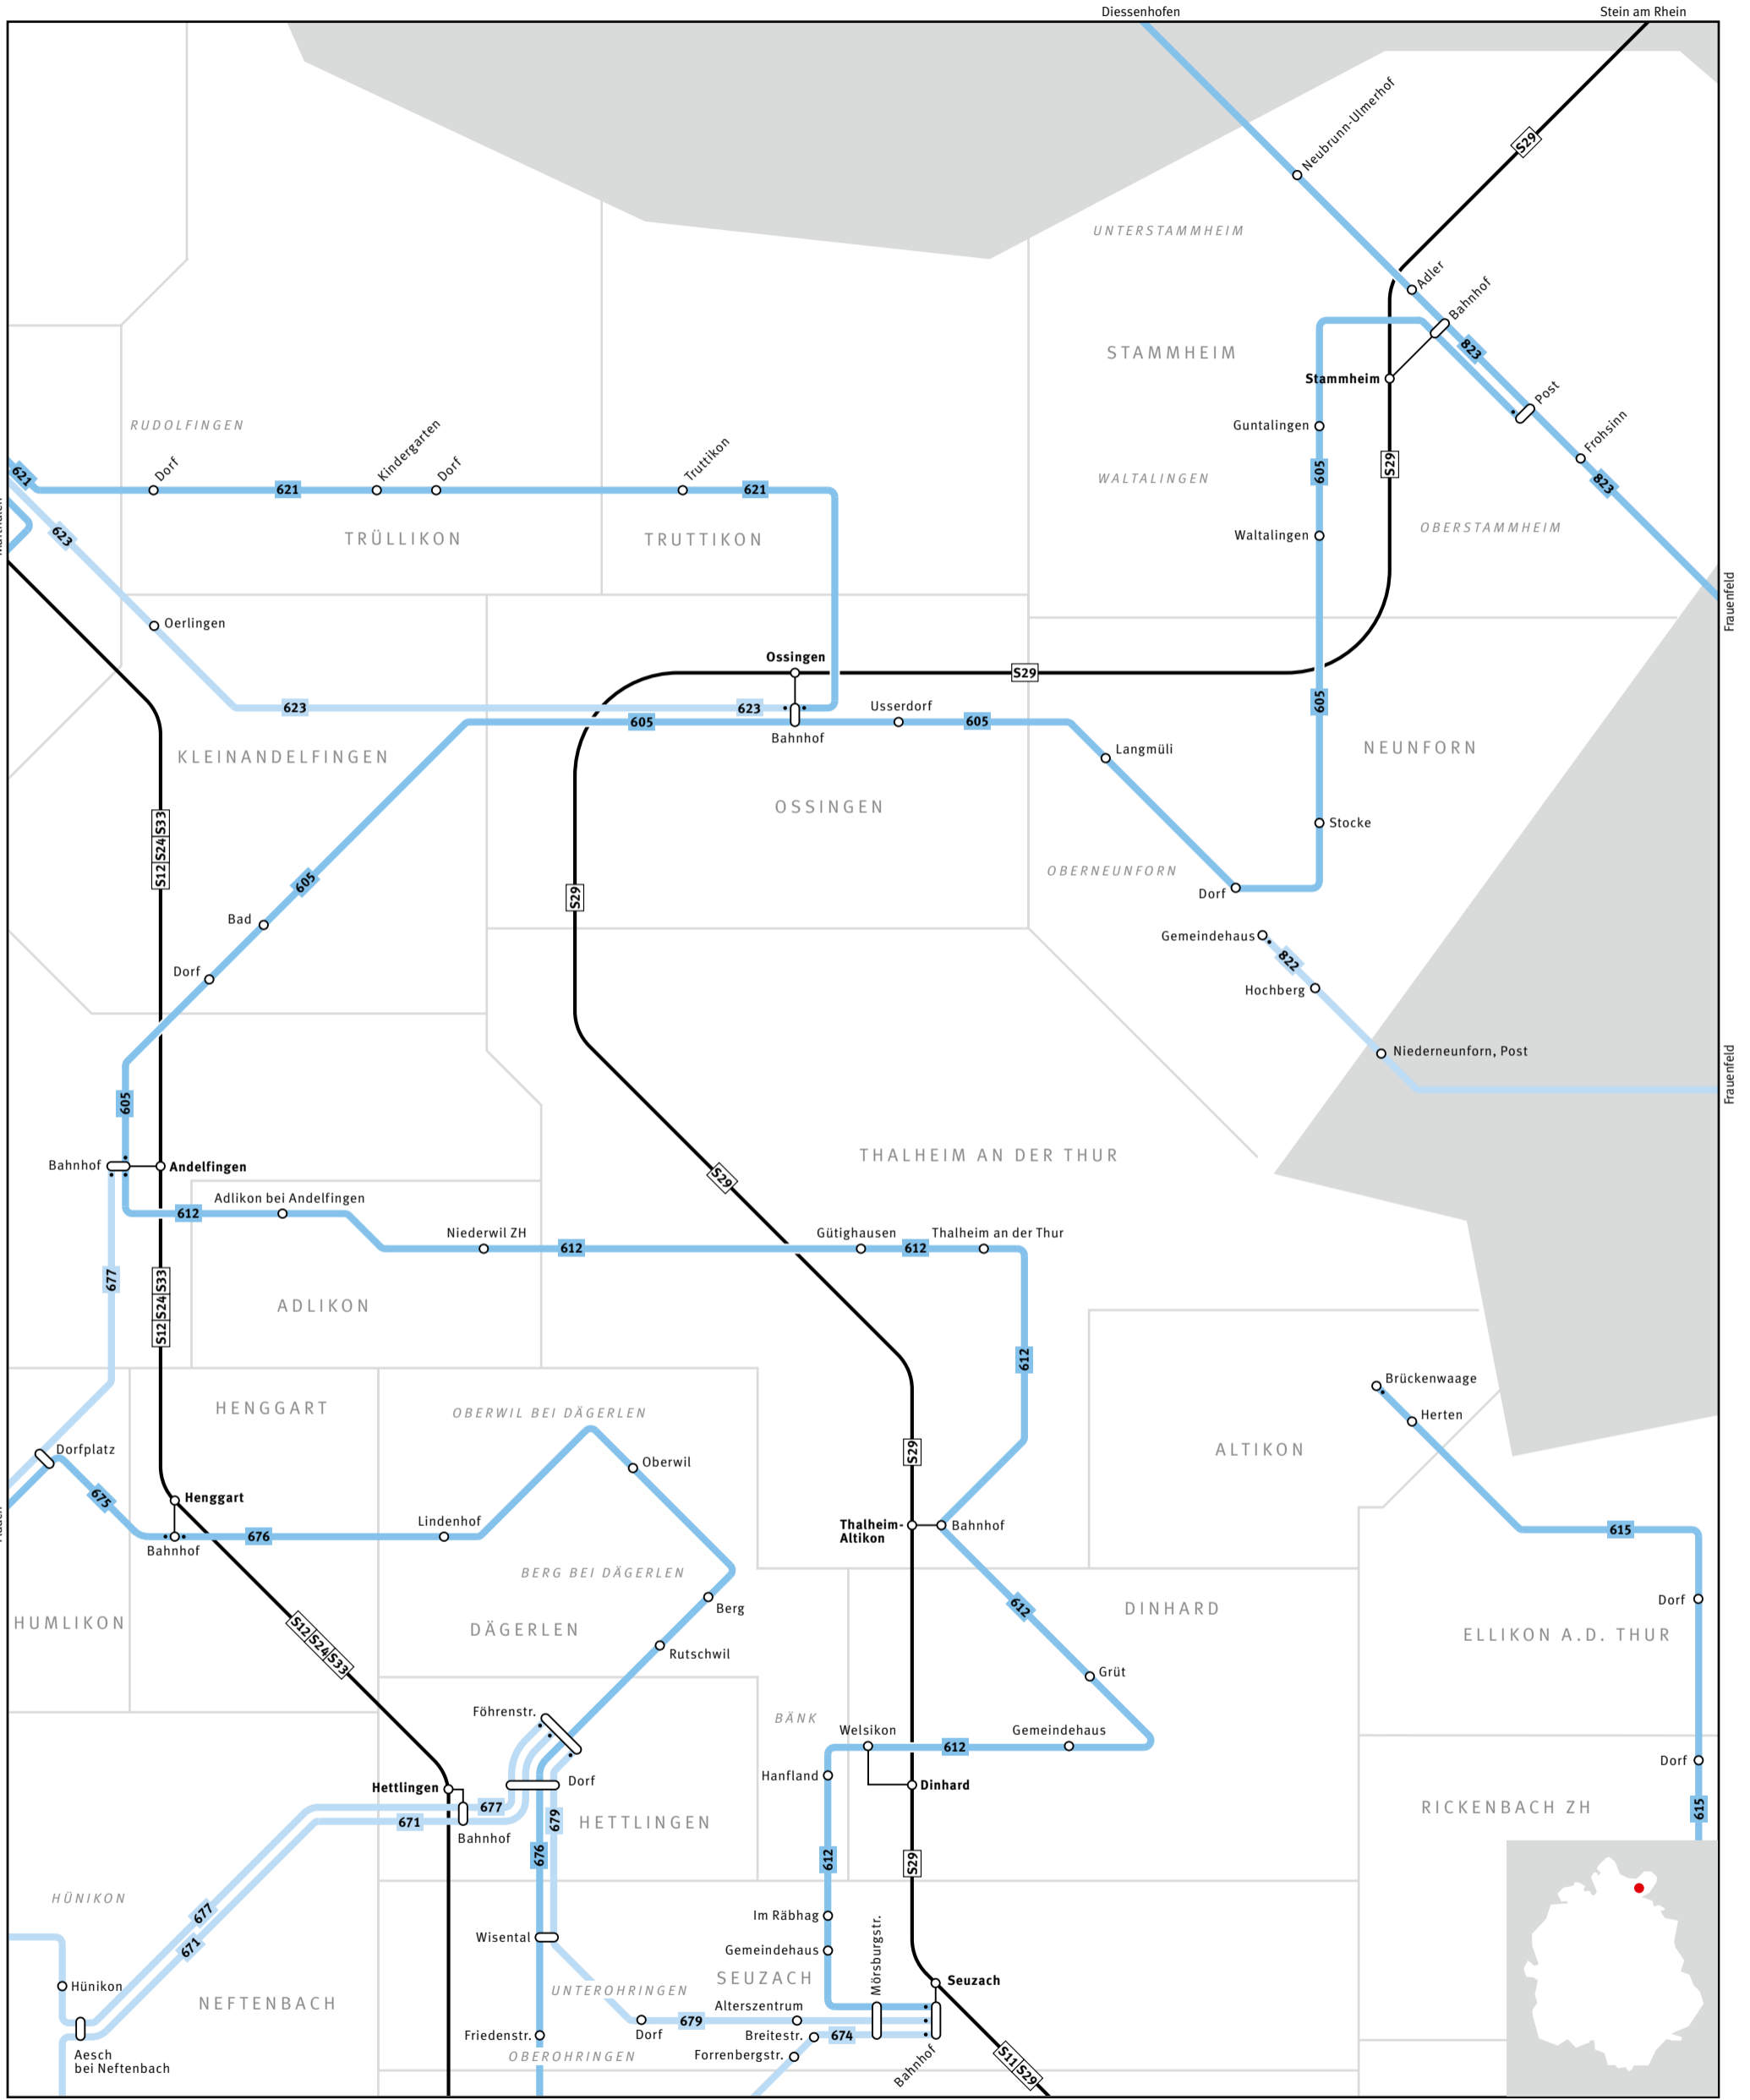 Diessenhofen
Stein am Rhein
Neubrunn-Ulmerhof
S29
UNTERSTAMMHEIM
Adler
Bahnhof
STAMMHEIM
823
Stammheim
Post
RUDOLFINGEN
Kindergarten
Dorf
Dorf
Truttikon
Guntalingen
Frohsinn
621
621
621
605
S29
WALTALINGEN
823
623
TRÜLLIKON
TRUTTIKON
Waltalingen
OBERSTAMMHEIM
Frauenfeld
Oerlingen
Ossingen
S29
623
623
605
Usserdorf
605
605
Bahnhof
KLEINANDELFINGEN
Langmüli
NEUNFORN
OSSINGEN
S12 S24 S33
Stocke
605
S29
OBERNEUNFORN
Dorf
Bad
Gemeindehaus
822
Dorf
Hochberg
Niederneunforn, Post
Frauenfeld
605
Bahnhof
Andelfingen
THALHEIM AN DER THUR
S29
Adlikon bei Andelfingen
612
Niederwil ZH
612
Gütighausen
612
Thalheim an der Thur
677
S12 S24 S33
ADLIKON
612
Brückenwaage
HENGGART
OBERWIL BEI DÄGERLEN
Herten
Dorfplatz
S29
ALTIKON
Oberwil
675
Henggart
Lindenhof
676
Bahnhof
Thalheim-
Altikon
Bahnhof
615
BERG BEI DÄGERLEN
Berg
612
DINHARD
Dorf
HUMLIKON
DÄGERLEN
S12 S24 S33
Rutschwil
ELLIKON A.D. THUR
Grüt
Föhrenstr.
BÄNK
Welsikon
612
Gemeindehaus
Dorf
Hettlingen
Dorf
Hanfland
Dinhard
677
671
679
HETTLINGEN
Bahnhof
RICKENBACH ZH
615
676
612
S29
HÜNIKON
677
671
Im Räbhag
Wisental
Gemeindehaus
Mörsburgstr.
SEUZACH
Seuzach
Hünikon
UNTEROHRINGEN
NEFTENBACH
Alterszentrum
679
Dorf
Breitestr.
674
Friedenstr.
Forrenbergstr.
OBEROHRINGEN
Bahnhof
S11 S29
Aesch
bei Neftenbach